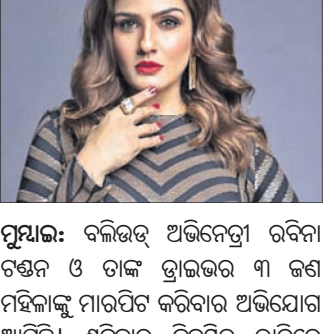 ମୁମ୍ବାଇ: ବଲିଉଡ୍ ଅଭିନେତ୍ରୀ ରବିନା
ଟଣ୍ଡନ ଓ ତାଙ୍କ ଡ୍ରାଇଭର ୩ ଜଣ
ମହିଳାଙ୍କୁ ମାରପିଟ କରିବାର ଅଭିଯୋଗ